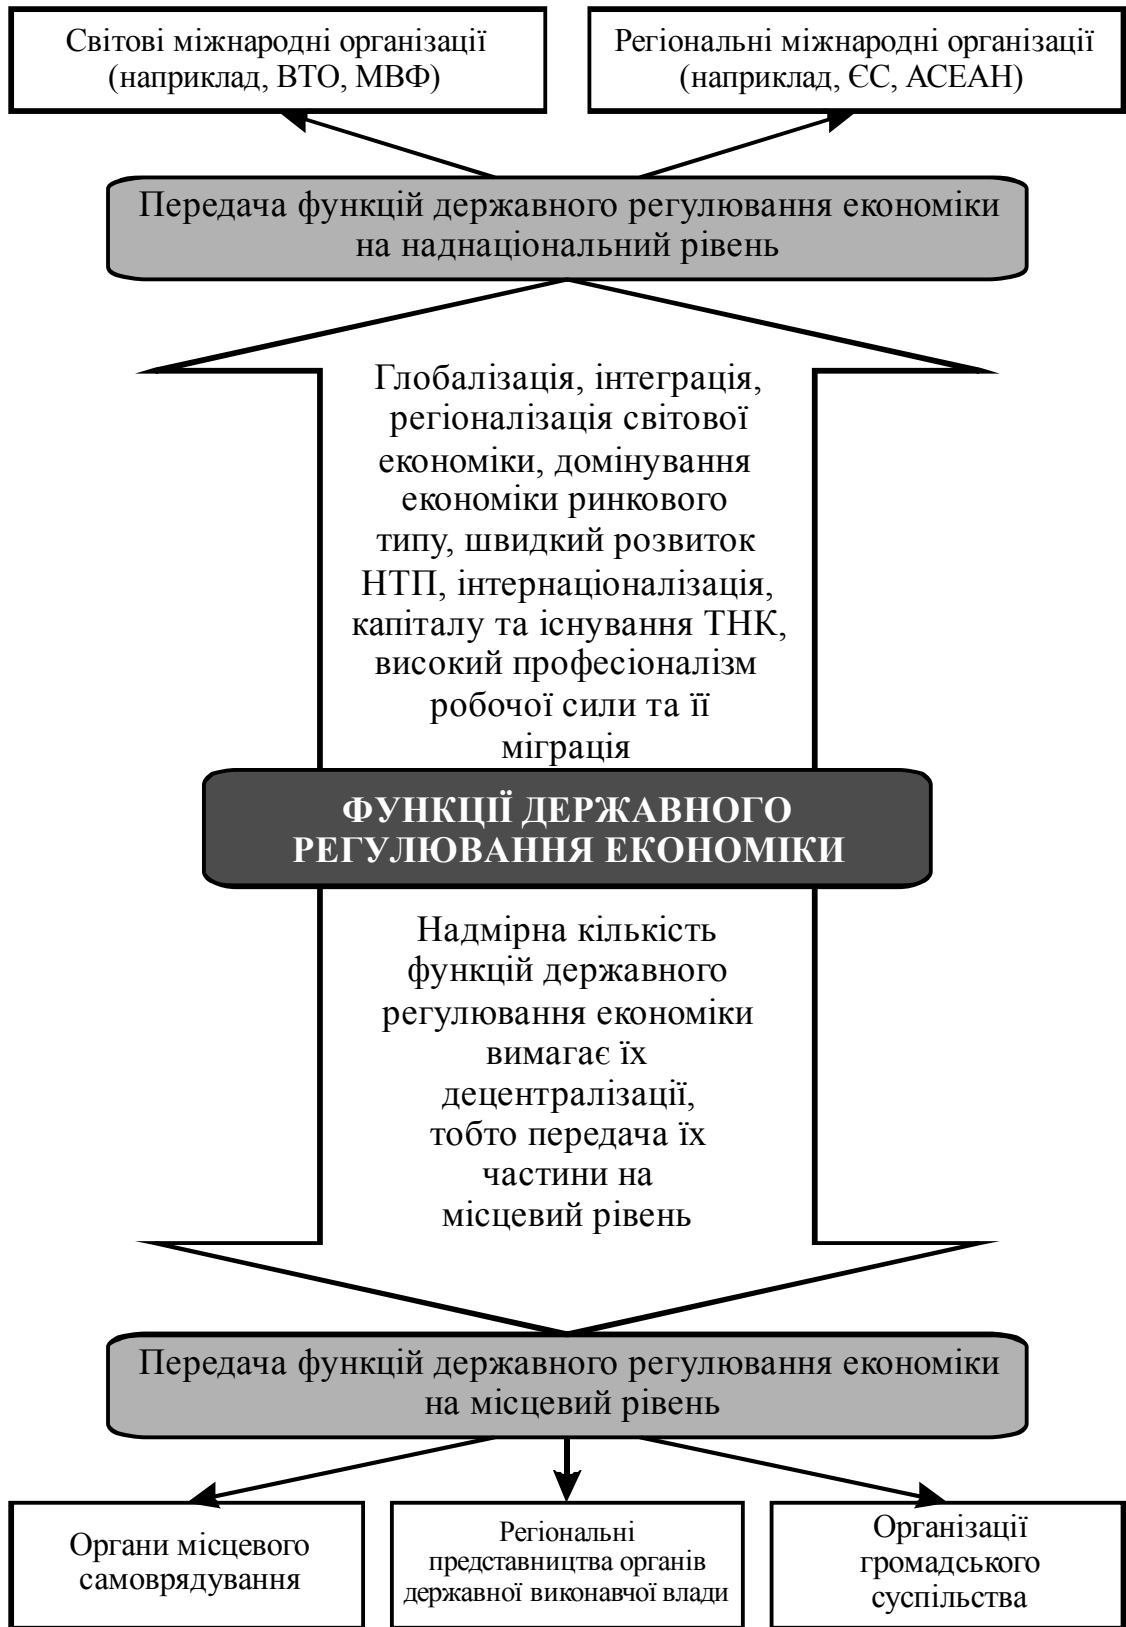 Світові міжнародні організації
(наприклад, ВТО, МВФ)
Регіональні міжнародні організації
(наприклад, ЄС, АСЕАН)
Передача функцій державного регулювання економіки
на наднаціональний рівень
Глобалізація, інтеграція,
регіоналізація світової
економіки, домінування
економіки ринкового
типу, швидкий розвиток
НТП, інтернаціоналізація,
капіталу та існування ТНК,
високий професіоналізм
робочої сили та її
міграція
ФУНКЦІЇ ДЕРЖАВНОГО
РЕГУЛЮВАННЯ ЕКОНОМІКИ
Надмірна кількість
функцій державного
регулювання економіки
вимагає їх
децентралізації,
тобто передача їх
частини на
місцевий рівень
Передача функцій державного регулювання економіки
на місцевий рівень
Органи місцевого
самоврядування
Регіональні
представництва органів
державної виконавчої влади
Організації
громадського
суспільства